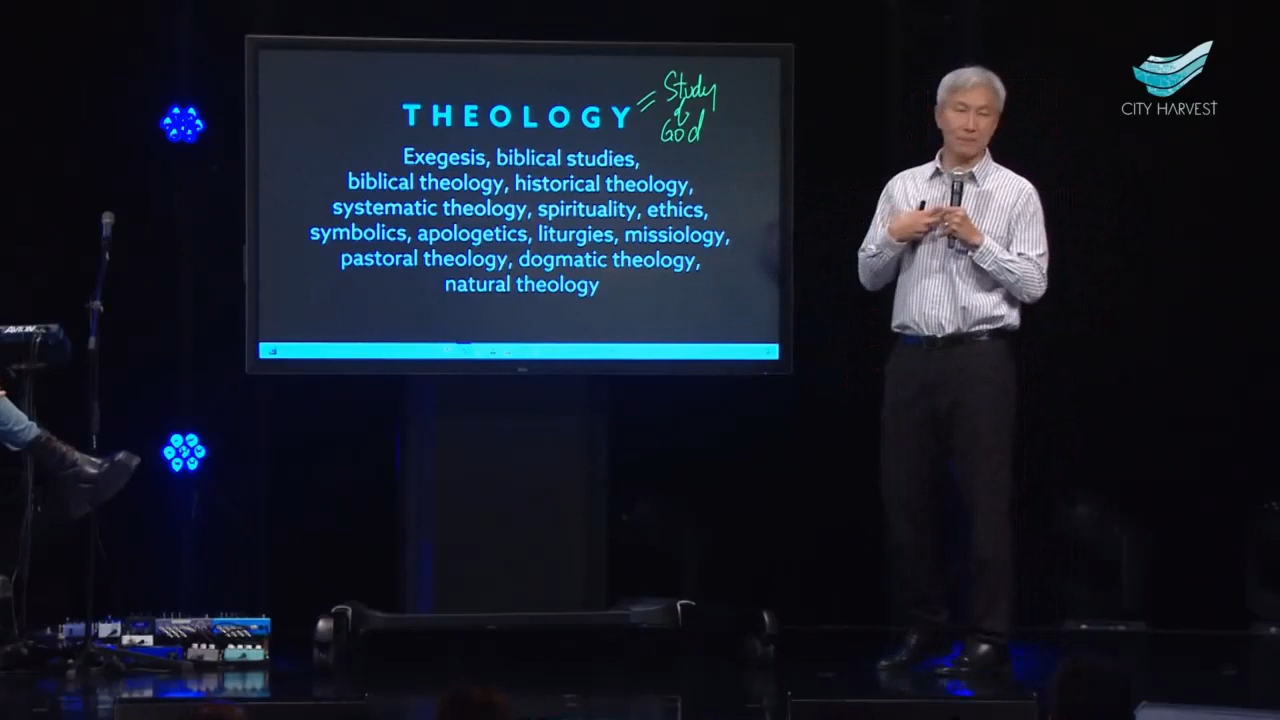 THEOLOGY = Study
of
God
Exegesis, biblical studies,
biblical theology, historical theology,
systematic theology, spirituality, ethics,
symbolics, apologetics, liturgies, missiology,
pastoral theology, dogmatic theology,
natural theology
CITY HARVEST